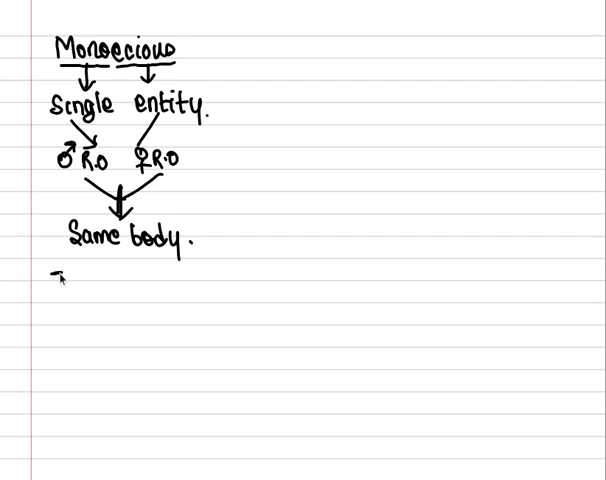 Monoecious
Single entity.
♂ R.O ♀ R.O
Same body.